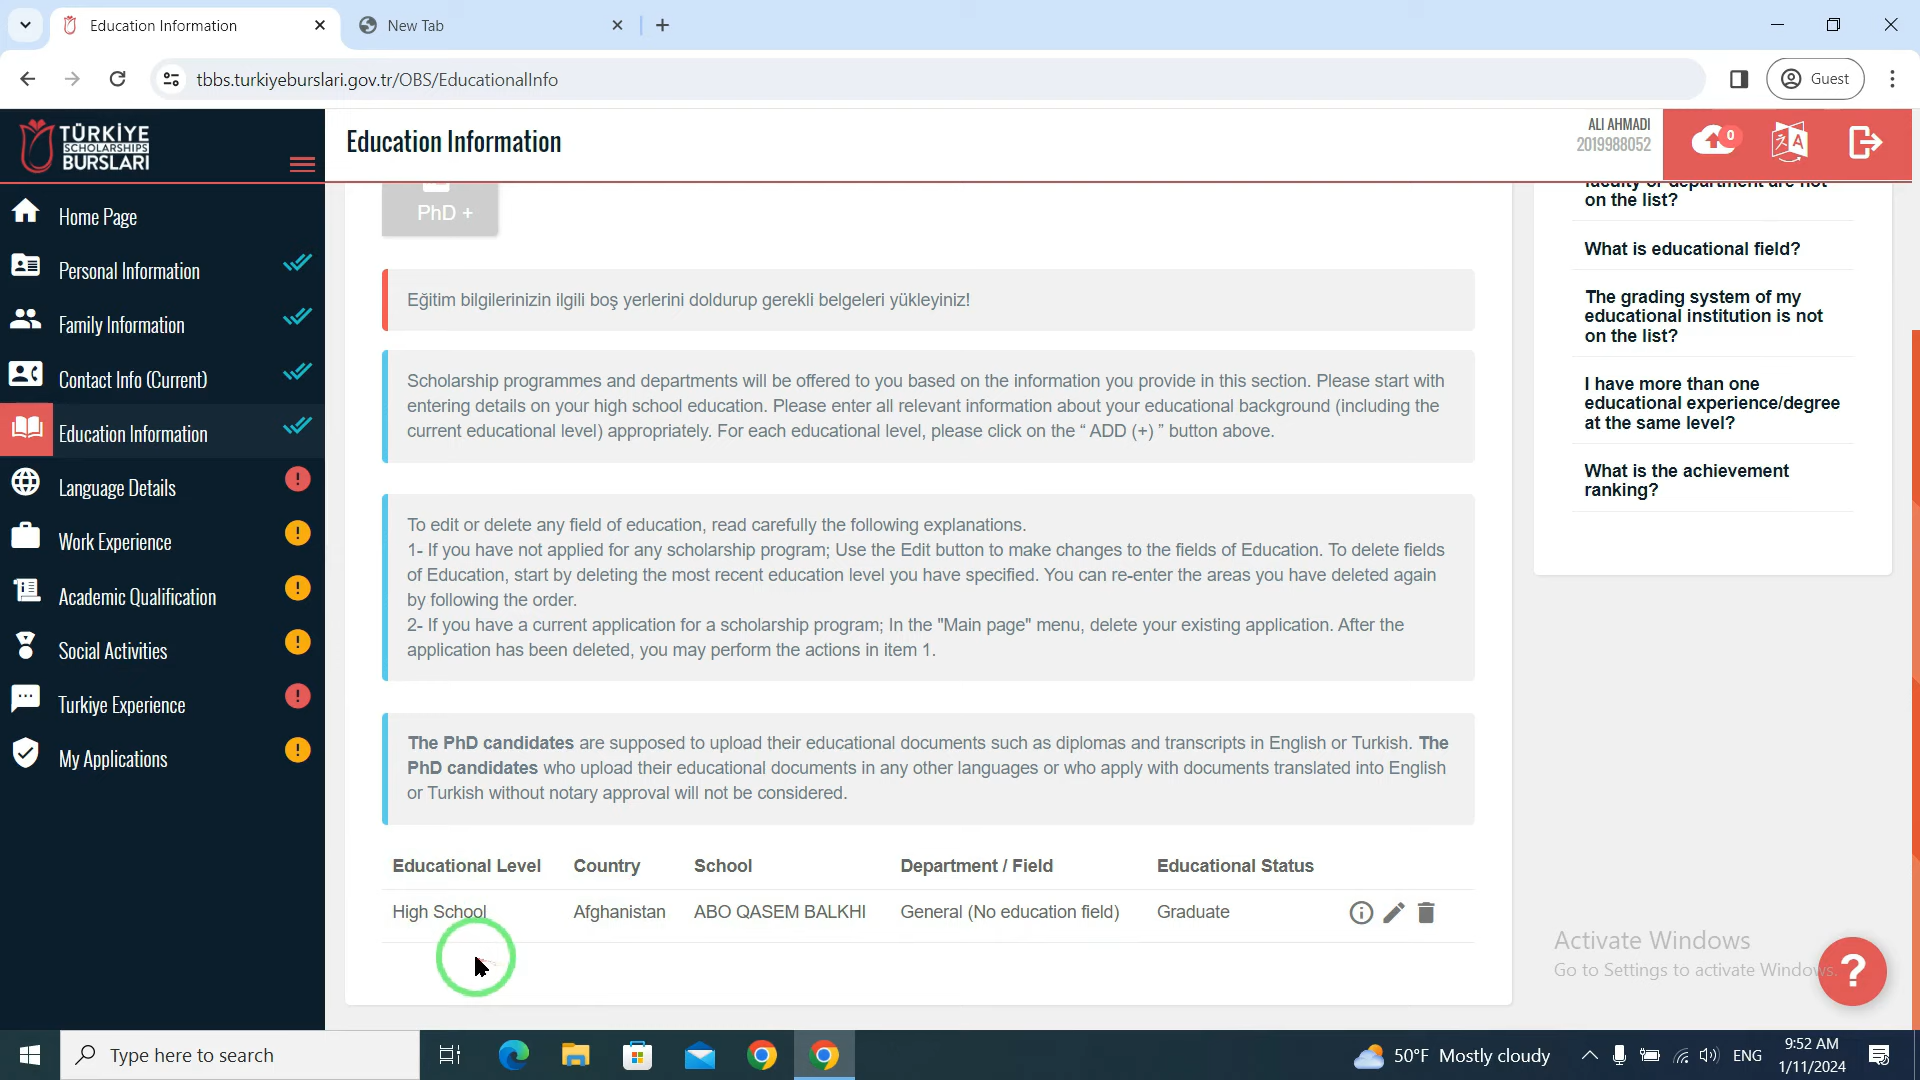 Education Information
New Tab
tbbs.turkiyeburslari.gov.tr/OBS/EducationalInfo
Guest
TÜRKİYE
SCHOLARSHIPS
BURSLARI
Education Information
ALI AHMADI
2019988052
0
A
Home Page
Personal Information
Family Information
Contact Info (Current)
Education Information
Language Details
Work Experience
Academic Qualification
Social Activities
Turkiye Experience
My Applications
PhD +
Eğitim bilgilerinizin ilgili boş yerlerini doldurup gerekli belgeleri yükleyiniz!
Scholarship programmes and departments will be offered to you based on the information you provide in this section. Please start with
entering details on your high school education. Please enter all relevant information about your educational background (including the
current educational level) appropriately. For each educational level, please click on the “ ADD (+) ” button above.
To edit or delete any field of education, read carefully the following explanations.
1- If you have not applied for any scholarship program; Use the Edit button to make changes to the fields of Education. To delete fields
of Education, start by deleting the most recent education level you have specified. You can re-enter the areas you have deleted again
by following the order.
2- If you have a current application for a scholarship program; In the "Main page" menu, delete your existing application. After the
application has been deleted, you may perform the actions in item 1.
The PhD candidates are supposed to upload their educational documents such as diplomas and transcripts in English or Turkish. The
PhD candidates who upload their educational documents in any other languages or who apply with documents translated into English
or Turkish without notary approval will not be considered.
Educational Level Country School Department / Field Educational Status
High School Afghanistan ABO QASEM BALKHI General (No education field) Graduate
faculty or department are not
on the list?
What is educational field?
The grading system of my
educational institution is not
on the list?
I have more than one
educational experience/degree
at the same level?
What is the achievement
ranking?
Activate Windows
Go to Settings to activate Windows.
?
Type here to search
50°F Mostly cloudy
ENG
9:52 AM
1/11/2024